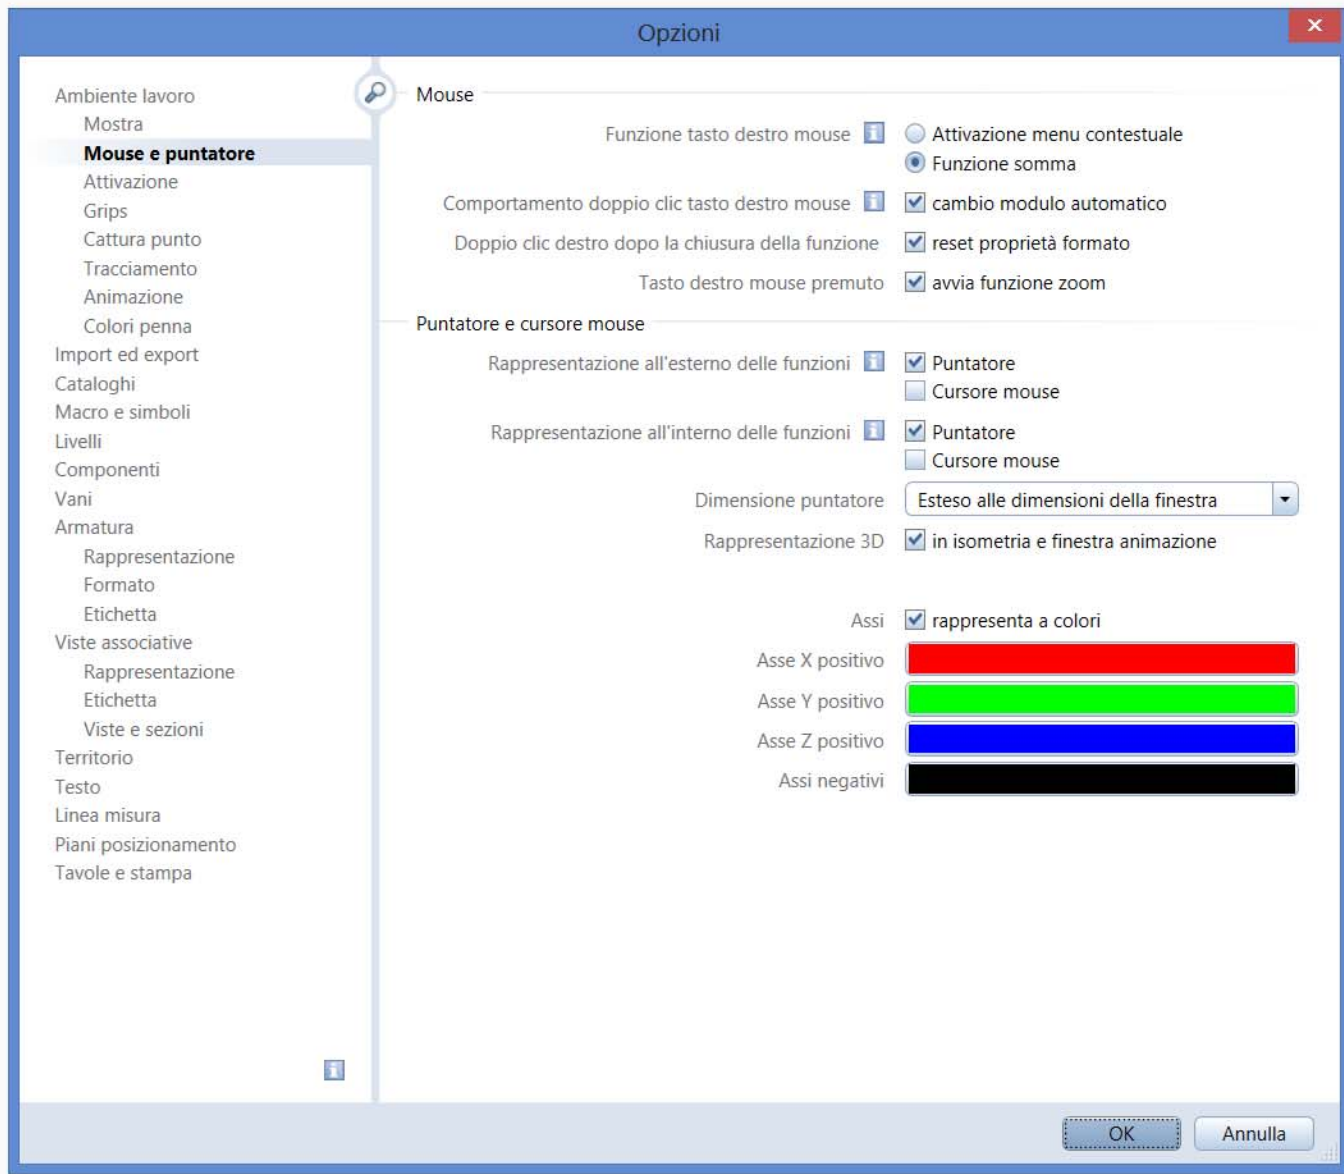 Opzioni
Ambiente lavoro
Mostra
Mouse e puntatore
Attivazione
Grips
Cattura punto
Tracciamento
Animazione
Colori penna
Import ed export
Cataloghi
Macro e simboli
Livelli
Componenti
Vani
Armatura
Rappresentazione
Formato
Etichetta
Viste associative
Rappresentazione
Etichetta
Viste e sezioni
Territorio
Testo
Linea misura
Piani posizionamento
Tavole e stampa
Mouse
Funzione tasto destro mouse Attivazione menu contestuale
Funzione somma
Comportamento doppio clic tasto destro mouse cambio modulo automatico
Doppio clic destro dopo la chiusura della funzione reset proprietà formato
Tasto destro mouse premuto avvia funzione zoom
Puntatore e cursore mouse
Rappresentazione all'esterno delle funzioni Puntatore
Cursore mouse
Rappresentazione all'interno delle funzioni Puntatore
Cursore mouse
Dimensione puntatore Esteso alle dimensioni della finestra
Rappresentazione 3D in isometria e finestra animazione
Assi rappresenta a colori
Asse X positivo
Asse Y positivo
Asse Z positivo
Assi negativi
OK Annulla